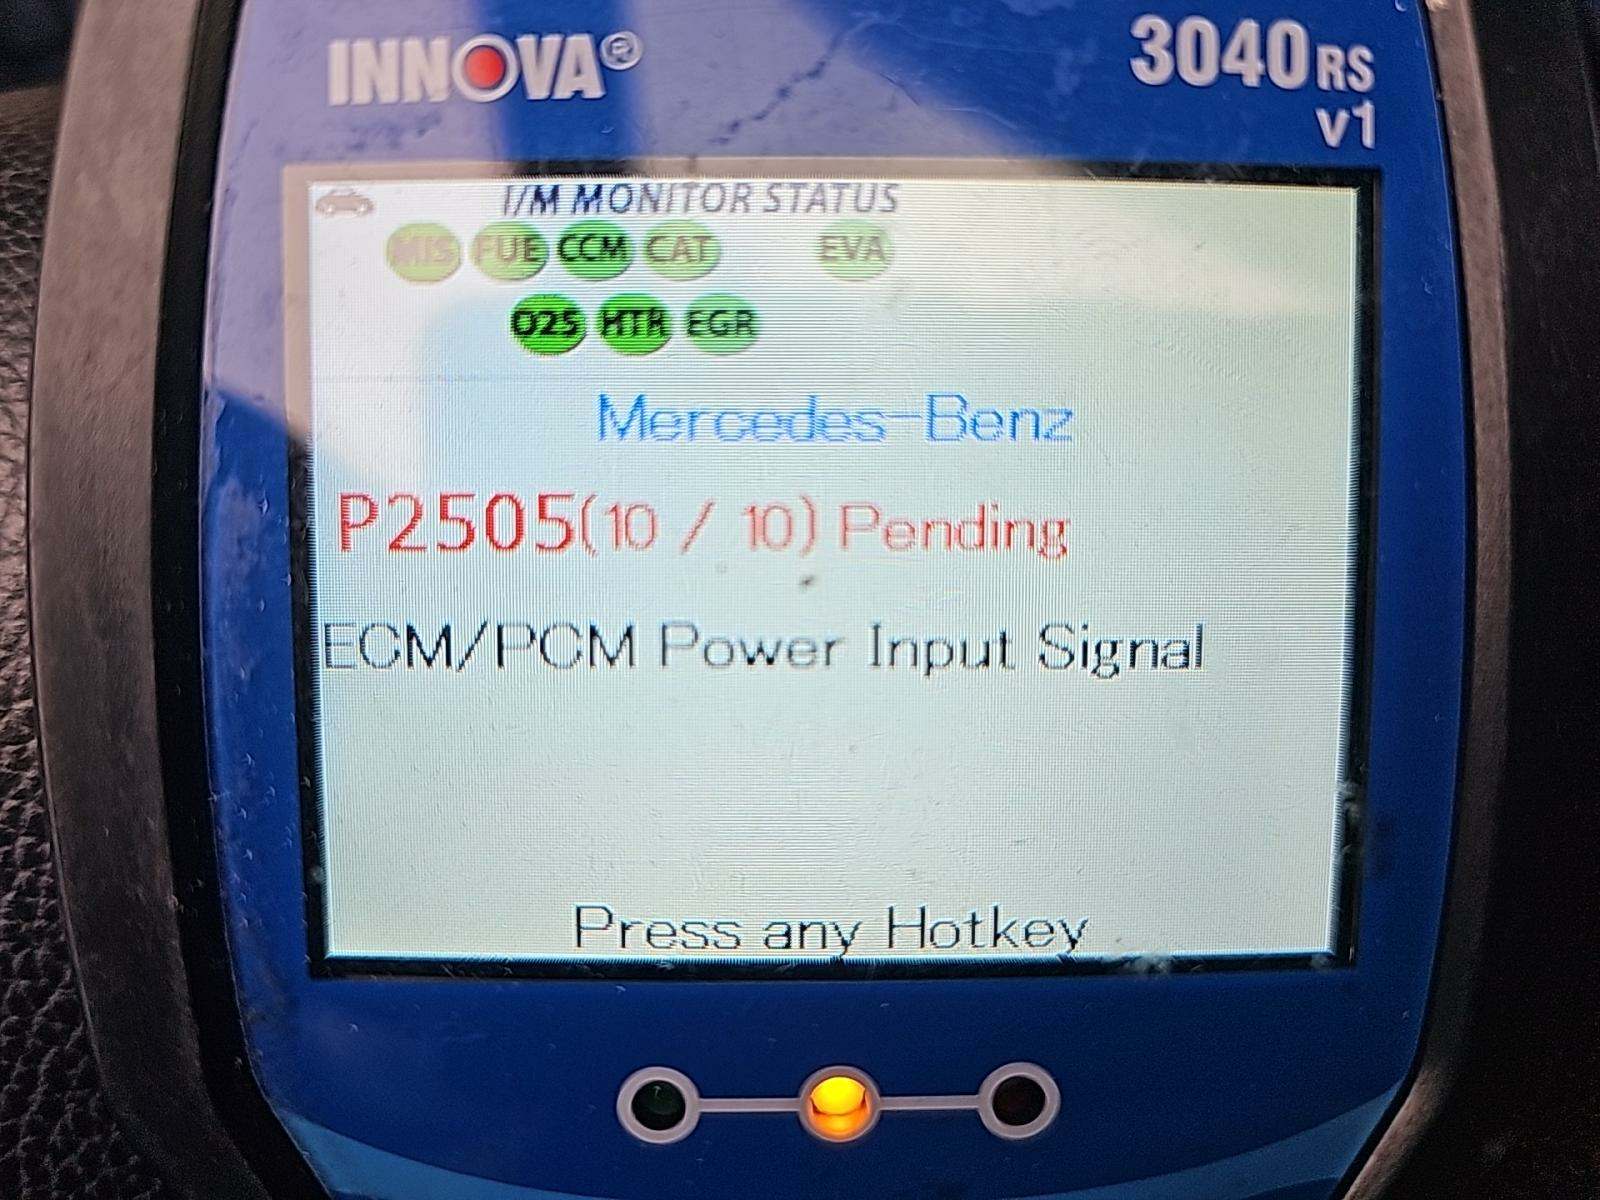 INNOVA®
3040RS
v1
I/M MONITOR STATUS
MIS FUE CCM CAT EVA
O2S HTR EGR
Mercedes-Benz
P2505(10 / 10) Pending
ECM/PCM Power Input Signal
Press any Hotkey